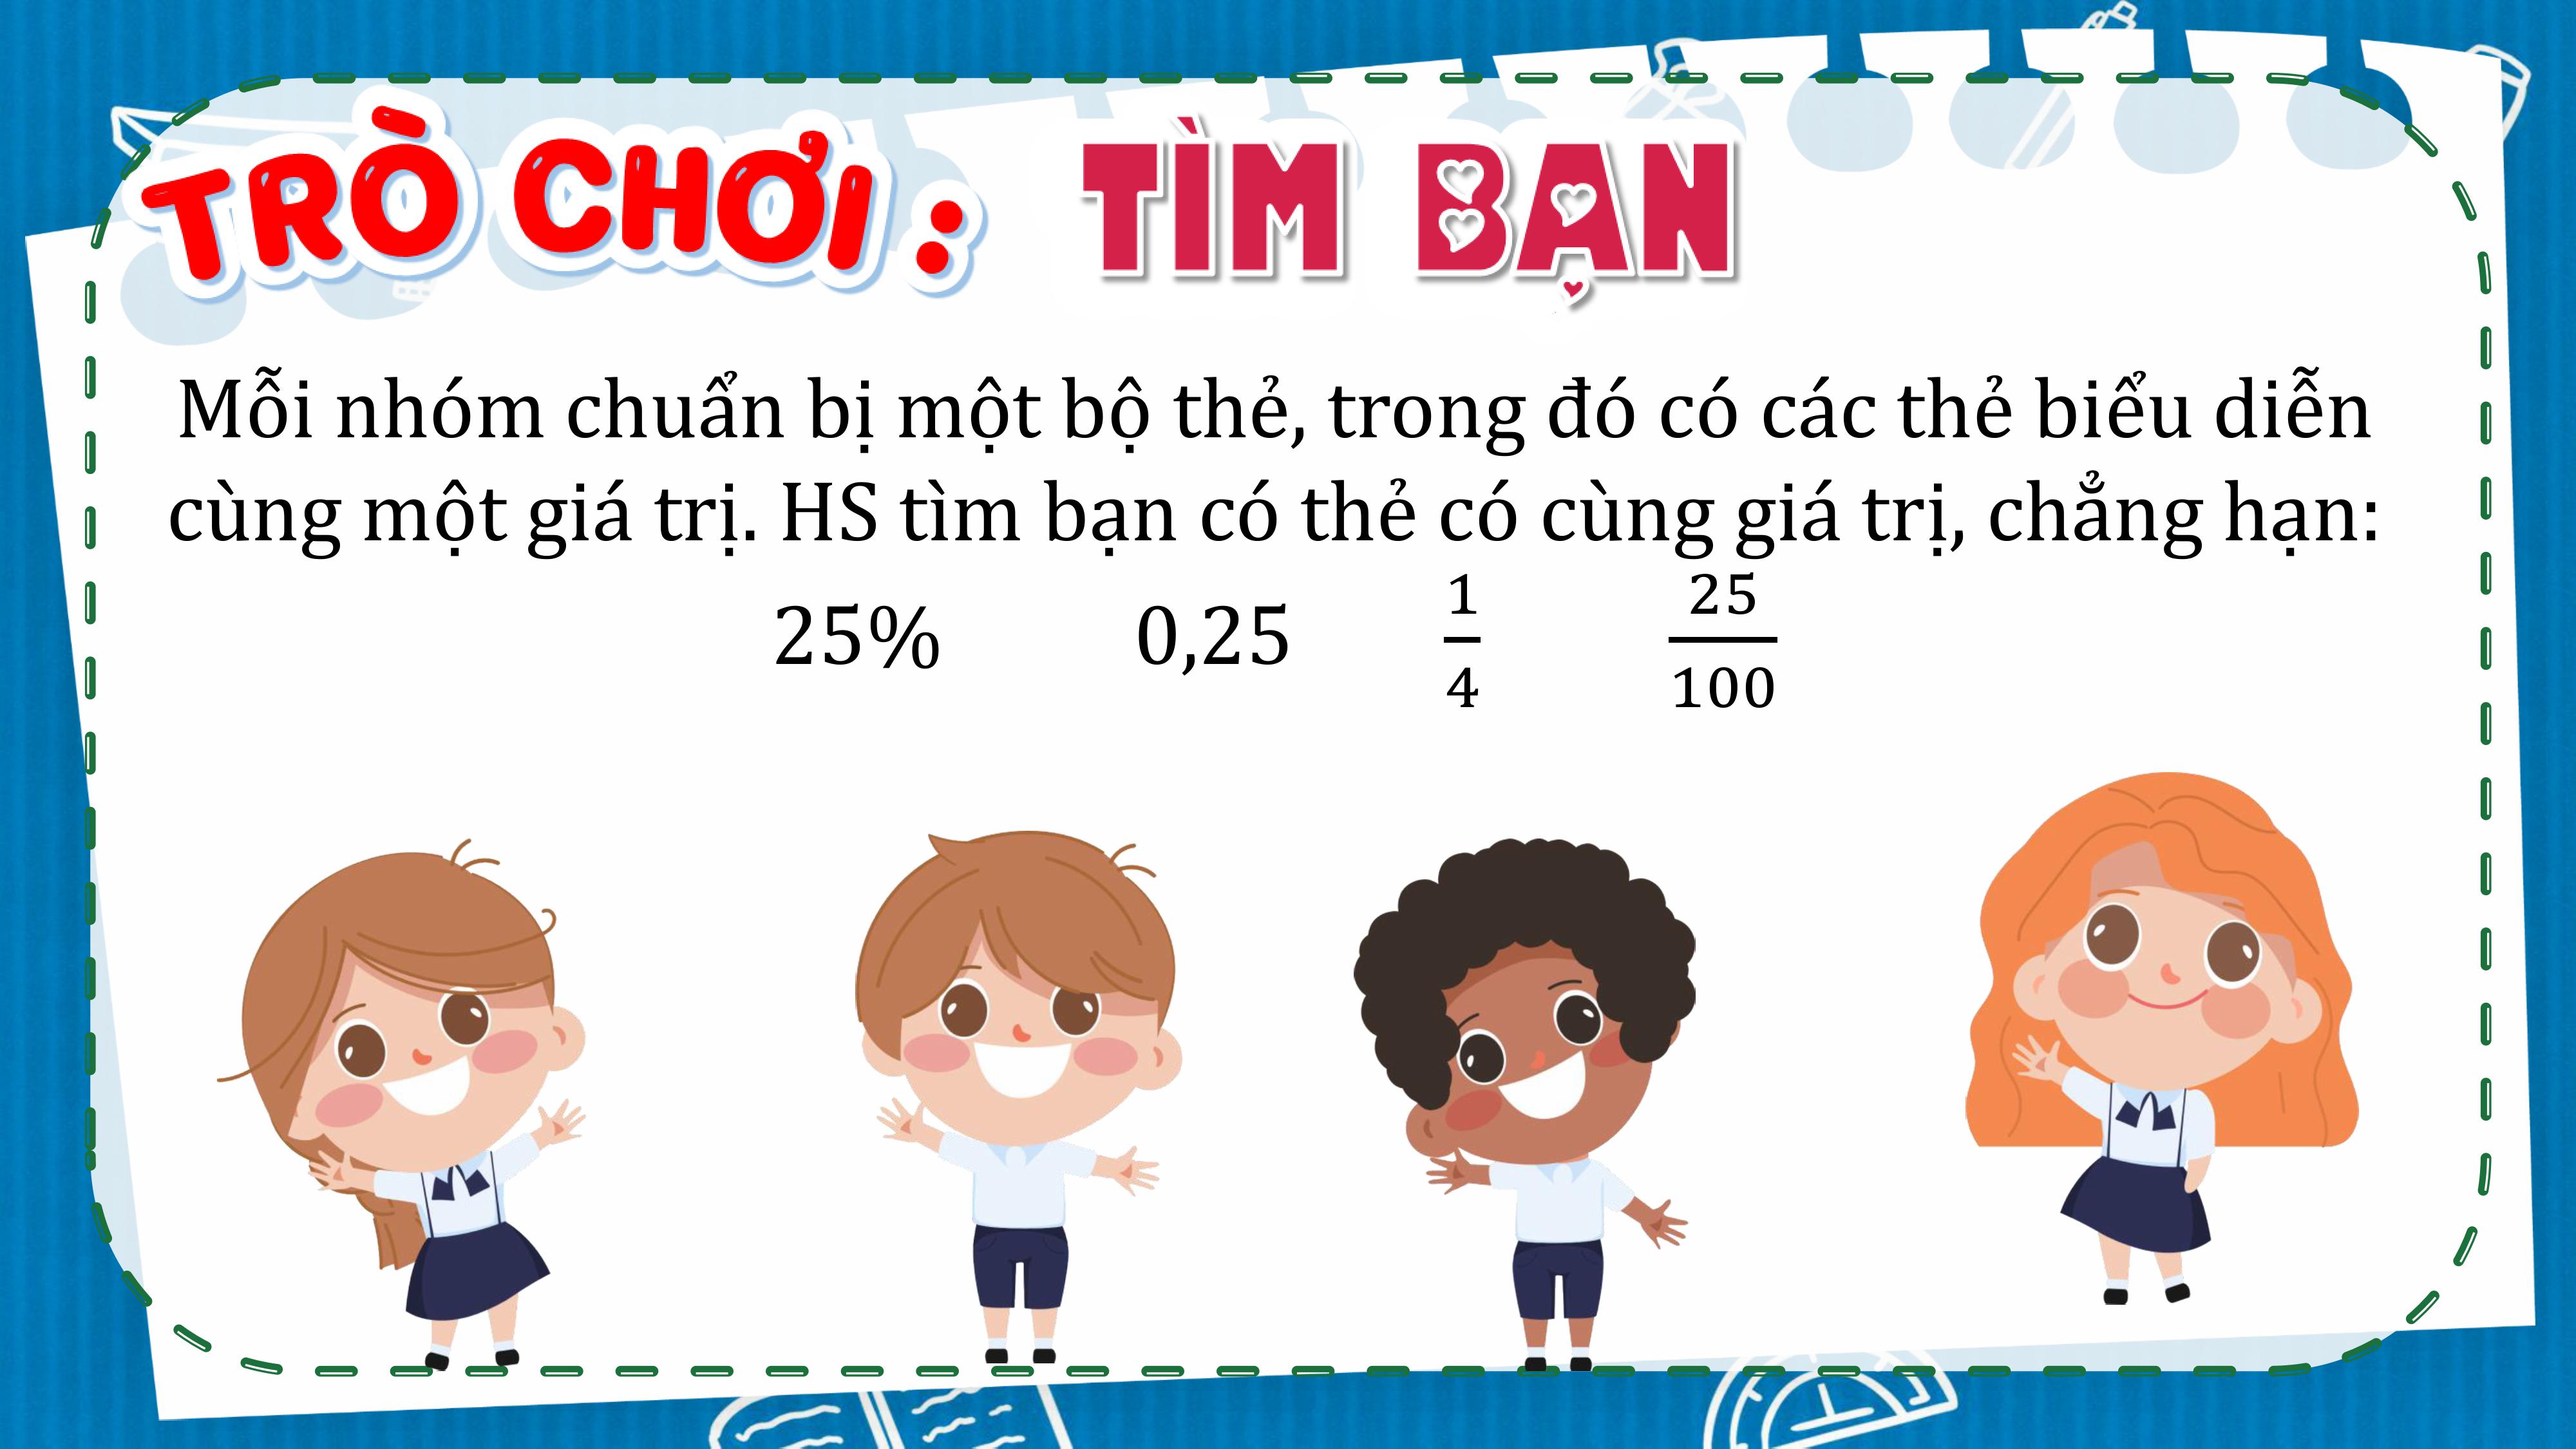 TRÒ CHƠI : TÌM BẠN
Mỗi nhóm chuẩn bị một bộ thẻ, trong đó có các thẻ biểu diễn
cùng một giá trị. HS tìm bạn có thẻ có cùng giá trị, chẳng hạn:
25% 0,25 1/4 25/100